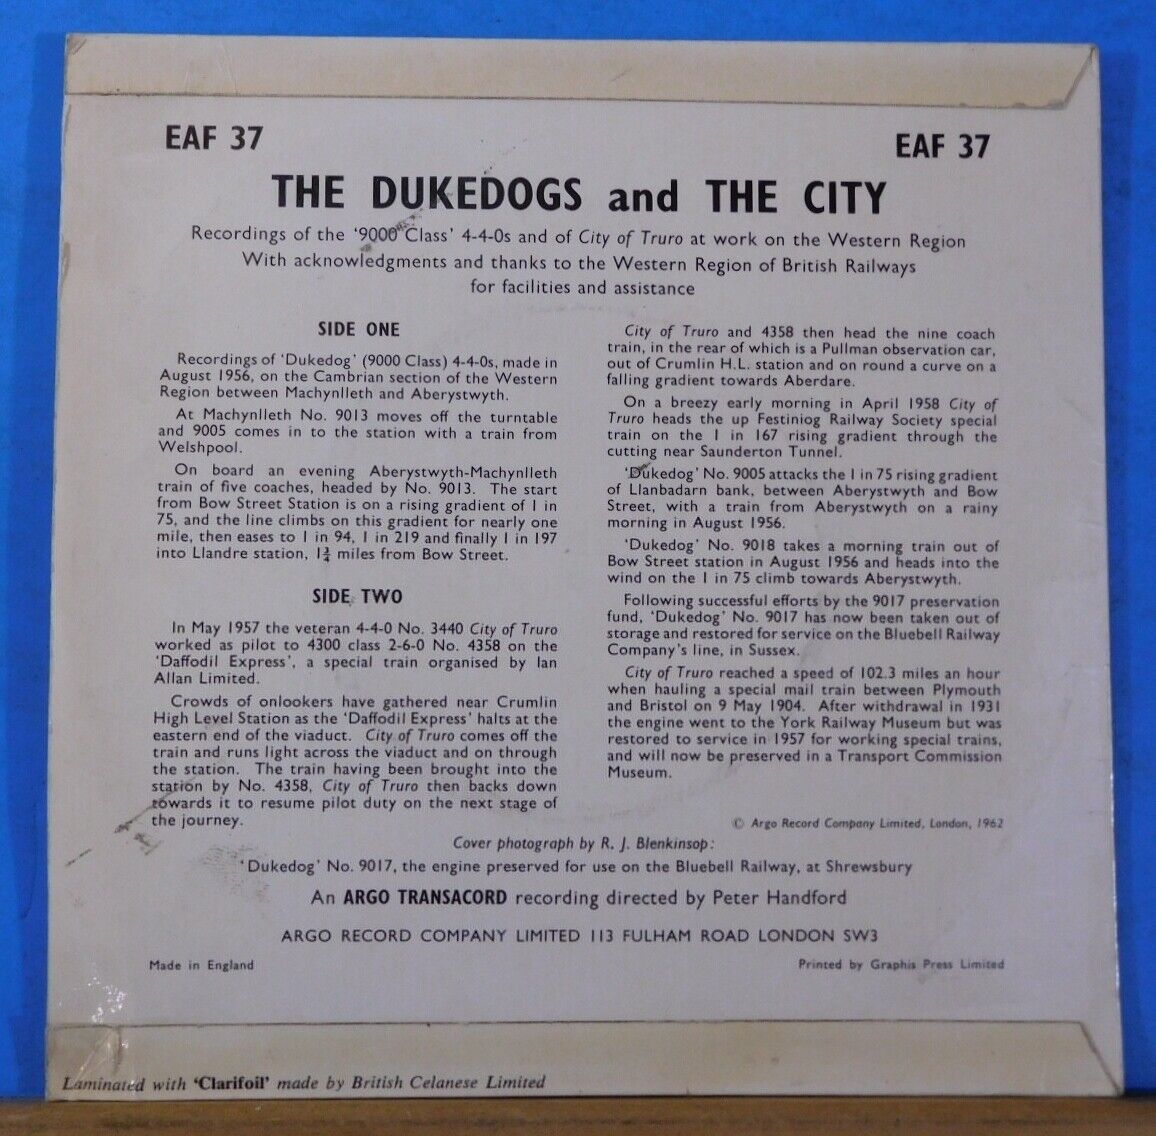 EAF 37
EAF 37
THE DUKEDOGS and THE CITY
Recordings of the '9000 Class' 4-4-0s and of City of Truro at work on the Western Region
With acknowledgments and thanks to the Western Region of British Railways
for facilities and assistance
SIDE ONE
Recordings of 'Dukedog' (9000 Class) 4-4-0s, made in
August 1956, on the Cambrian section of the Western
Region between Machynlleth and Aberystwyth.
At Machynlleth No. 9013 moves off the turntable
and 9005 comes in to the station with a train from
Welshpool.
On board an evening Aberystwyth-Machynlleth
train of five coaches, headed by No. 9013. The start
from Bow Street Station is on a rising gradient of 1 in
75, and the line climbs on this gradient for nearly one
mile, then eases to 1 in 94, 1 in 219 and finally 1 in 197
into Llandre station, 1¾ miles from Bow Street.
SIDE TWO
In May 1957 the veteran 4-4-0 No. 3440 City of Truro
worked as pilot to 4300 class 2-6-0 No. 4358 on the
'Daffodil Express', a special train organised by Ian
Allan Limited.
Crowds of onlookers have gathered near Crumlin
High Level Station as the 'Daffodil Express' halts at the
eastern end of the viaduct. City of Truro comes off the
train and runs light across the viaduct and on through
the station. The train having been brought into the
station by No. 4358, City of Truro then backs down
towards it to resume pilot duty on the next stage of
the journey.
City of Truro and 4358 then head the nine coach
train, in the rear of which is a Pullman observation car,
out of Crumlin H.L. station and on round a curve on a
falling gradient towards Aberdare.
On a breezy early morning in April 1958 City of
Truro heads the up Festiniog Railway Society special
train on the 1 in 167 rising gradient through the
cutting near Saunderton Tunnel.
'Dukedog' No. 9005 attacks the 1 in 75 rising gradient
of Llanbadarn bank, between Aberystwyth and Bow
Street, with a train from Aberystwyth on a rainy
morning in August 1956.
'Dukedog' No. 9018 takes a morning train out of
Bow Street station in August 1956 and heads into the
wind on the 1 in 75 climb towards Aberystwyth.
Following successful efforts by the 9017 preservation
fund, 'Dukedog' No. 9017 has now been taken out of
storage and restored for service on the Bluebell Railway
Company's line, in Sussex.
City of Truro reached a speed of 102.3 miles an hour
when hauling a special mail train between Plymouth
and Bristol on 9 May 1904. After withdrawal in 1931
the engine went to the York Railway Museum but was
restored to service in 1957 for working special trains,
and will now be preserved in a Transport Commission
Museum.
© Argo Record Company Limited, London, 1962
Cover photograph by R. J. Blenkinsop:
'Dukedog' No. 9017, the engine preserved for use on the Bluebell Railway, at Shrewsbury
An ARGO TRANSACORD recording directed by Peter Handford
ARGO RECORD COMPANY LIMITED 113 FULHAM ROAD LONDON SW3
Made in England
Printed by Graphis Press Limited
Laminated with 'Clarifoil' made by British Celanese Limited